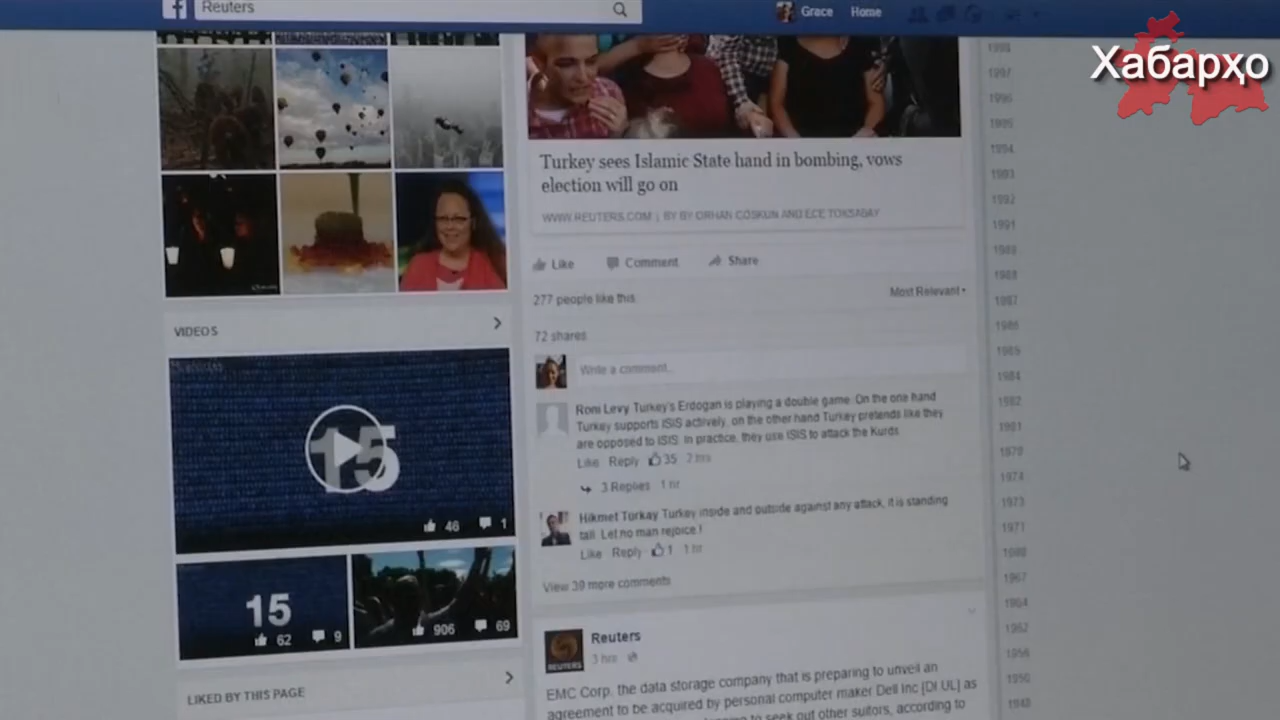 Reuters
Grace Home
Хабарҳо
Turkey sees Islamic State hand in bombing, vows
election will go on
WWW.REUTERS.COM | BY BY ORHAN COSKUN AND ECE TOKSABAY
Like Comment Share
277 people like this.
Most Relevant
72 shares
Write a comment...
Roni Levy Turkey's Erdogan is playing a double game. On the one hand
Turkey supports ISIS actively, on the other hand Turkey pretends like they
are opposed to ISIS. In practice, they use ISIS to attack the Kurds.
Like Reply 35 2 hrs
3 Replies 1 hr
Hikmet Türkay Turkey inside and outside against any attack, it is standing
tall. Let no man rejoice !
Like Reply 1 1 hr
View 39 more comments
Reuters
3 hrs
REUTERS
EMC Corp, the data storage company that is preparing to unveil an
agreement to be acquired by personal computer maker Dell Inc [DI.UL] as
to seek out other suitors, according to
VIDEOS
15
46 1
15
62 9
906 69
LIKED BY THIS PAGE
1998
1997
1996
1995
1994
1993
1992
1991
1989
1988
1987
1986
1985
1984
1982
1981
1979
1974
1973
1971
1967
1964
1952
1950